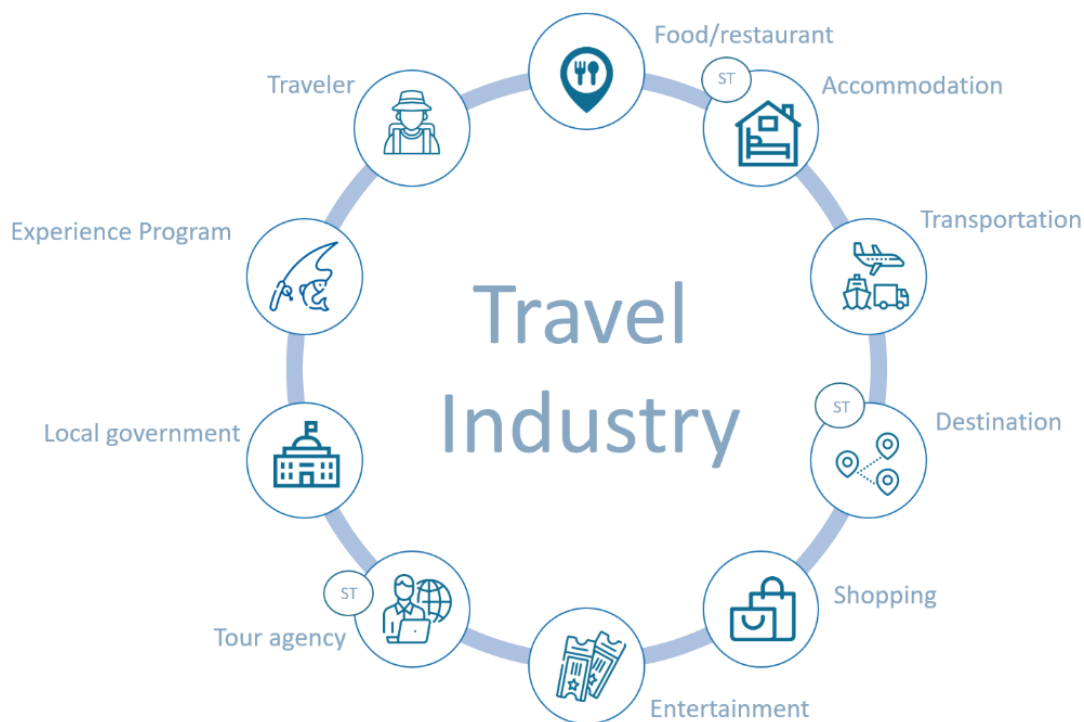 Food/restaurant
ST
Accommodation
Traveler
Transportation
Experience Program
Travel
Industry
ST
Destination
Local government
Shopping
ST
Tour agency
Entertainment